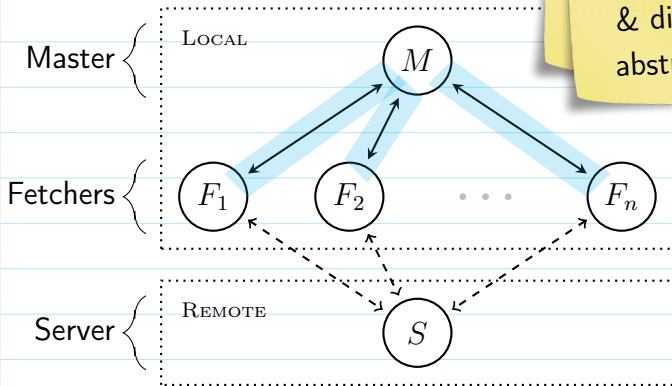 & di
abst
LOCAL
Master
M
Fetchers
F1
F2
...
Fn
REMOTE
Server
S